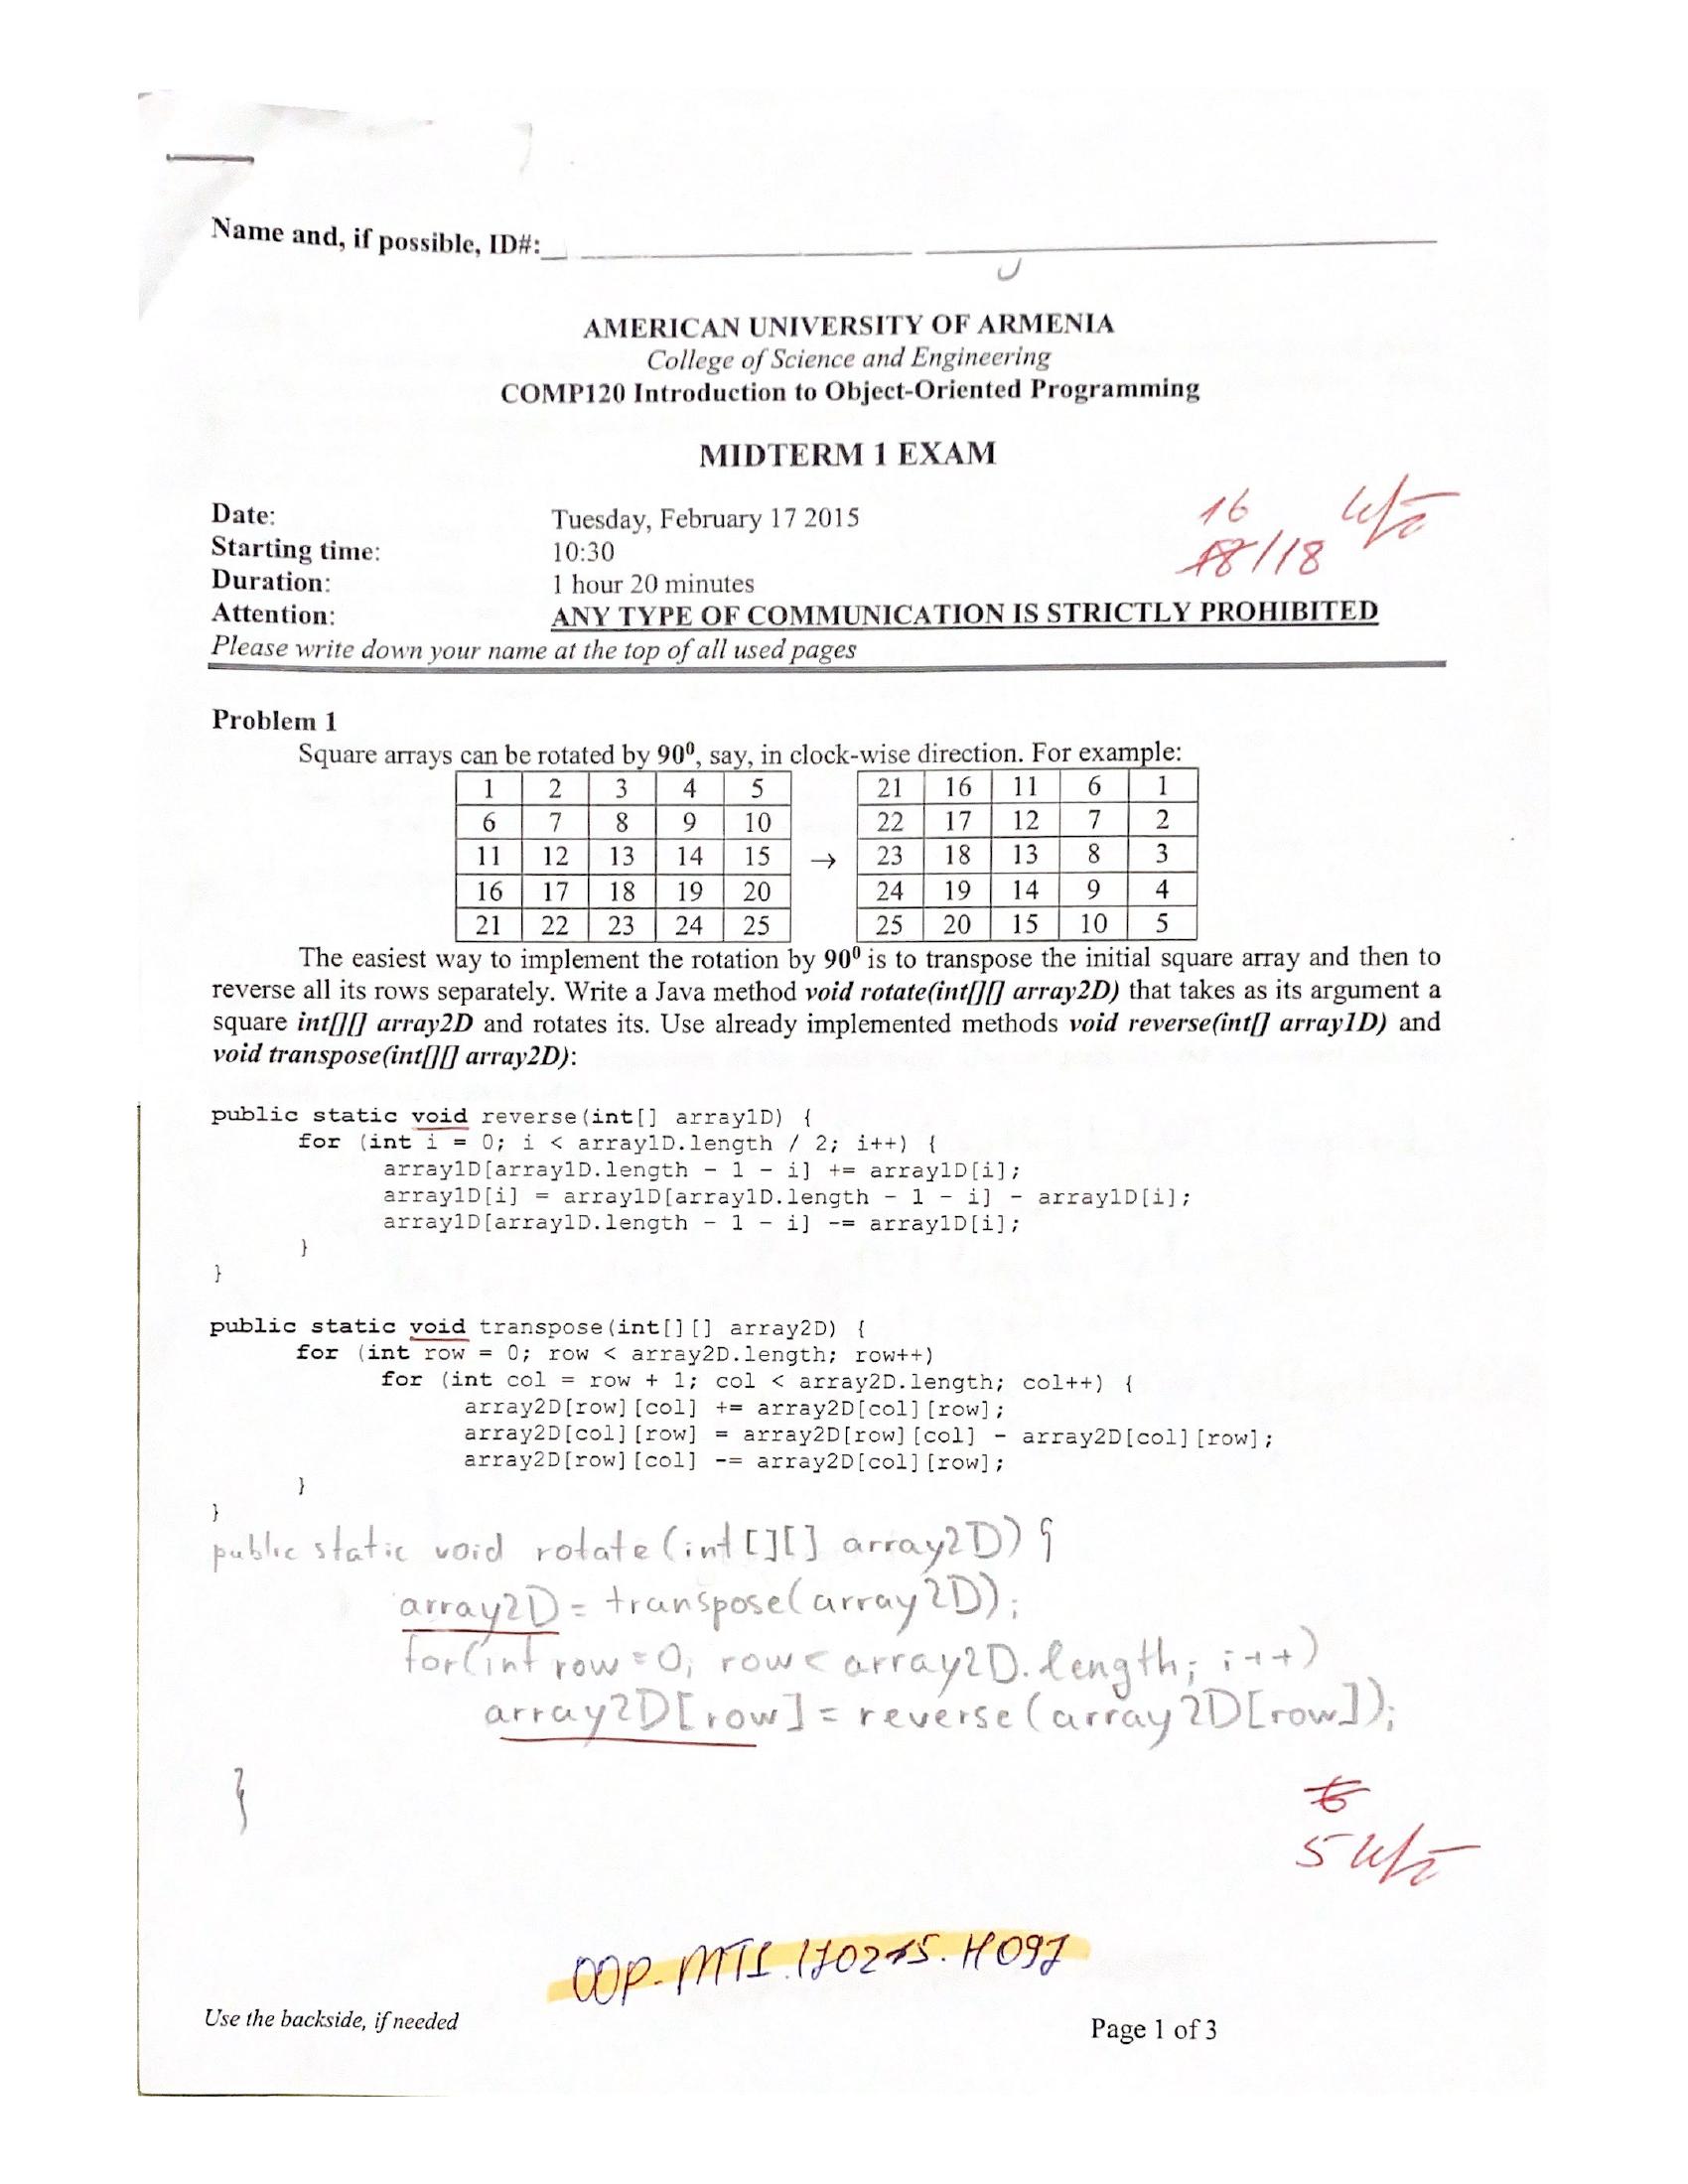 Name and, if possible, ID#:
AMERICAN UNIVERSITY OF ARMENIA
College of Science and Engineering
COMP120 Introduction to Object-Oriented Programming
MIDTERM 1 EXAM
Date: Tuesday, February 17 2015
Starting time: 10:30
Duration: 1 hour 20 minutes
Attention: ANY TYPE OF COMMUNICATION IS STRICTLY PROHIBITED
Please write down your name at the top of all used pages
16
18/18
Problem 1
Square arrays can be rotated by 90⁰, say, in clock-wise direction. For example:
1 2 3 4 5 21 16 11 6 1
6 7 8 9 10 22 17 12 7 2
11 12 13 14 15 → 23 18 13 8 3
16 17 18 19 20 24 19 14 9 4
21 22 23 24 25 25 20 15 10 5
The easiest way to implement the rotation by 90⁰ is to transpose the initial square array and then to
reverse all its rows separately. Write a Java method void rotate(int[][] array2D) that takes as its argument a
square int[][] array2D and rotates its. Use already implemented methods void reverse(int[] array1D) and
void transpose(int[][] array2D):
public static void reverse(int[] array1D) {
for (int i = 0; i < array1D.length / 2; i++) {
array1D[array1D.length - 1 - i] += array1D[i];
array1D[i] = array1D[array1D.length - 1 - i] - array1D[i];
array1D[array1D.length - 1 - i] -= array1D[i];
}
}
public static void transpose(int[][] array2D) {
for (int row = 0; row < array2D.length; row++)
for (int col = row + 1; col < array2D.length; col++) {
array2D[row][col] += array2D[col][row];
array2D[col][row] = array2D[row][col] - array2D[col][row];
array2D[row][col] -= array2D[col][row];
}
}
public static void rotate(int[][] array2D) {
array2D = transpose(array2D);
for(int row = 0; row < array2D.length; i++)
array2D[row] = reverse(array2D[row]);
}
6
5
OOP-MT1.170215.H097
Use the backside, if needed
Page 1 of 3